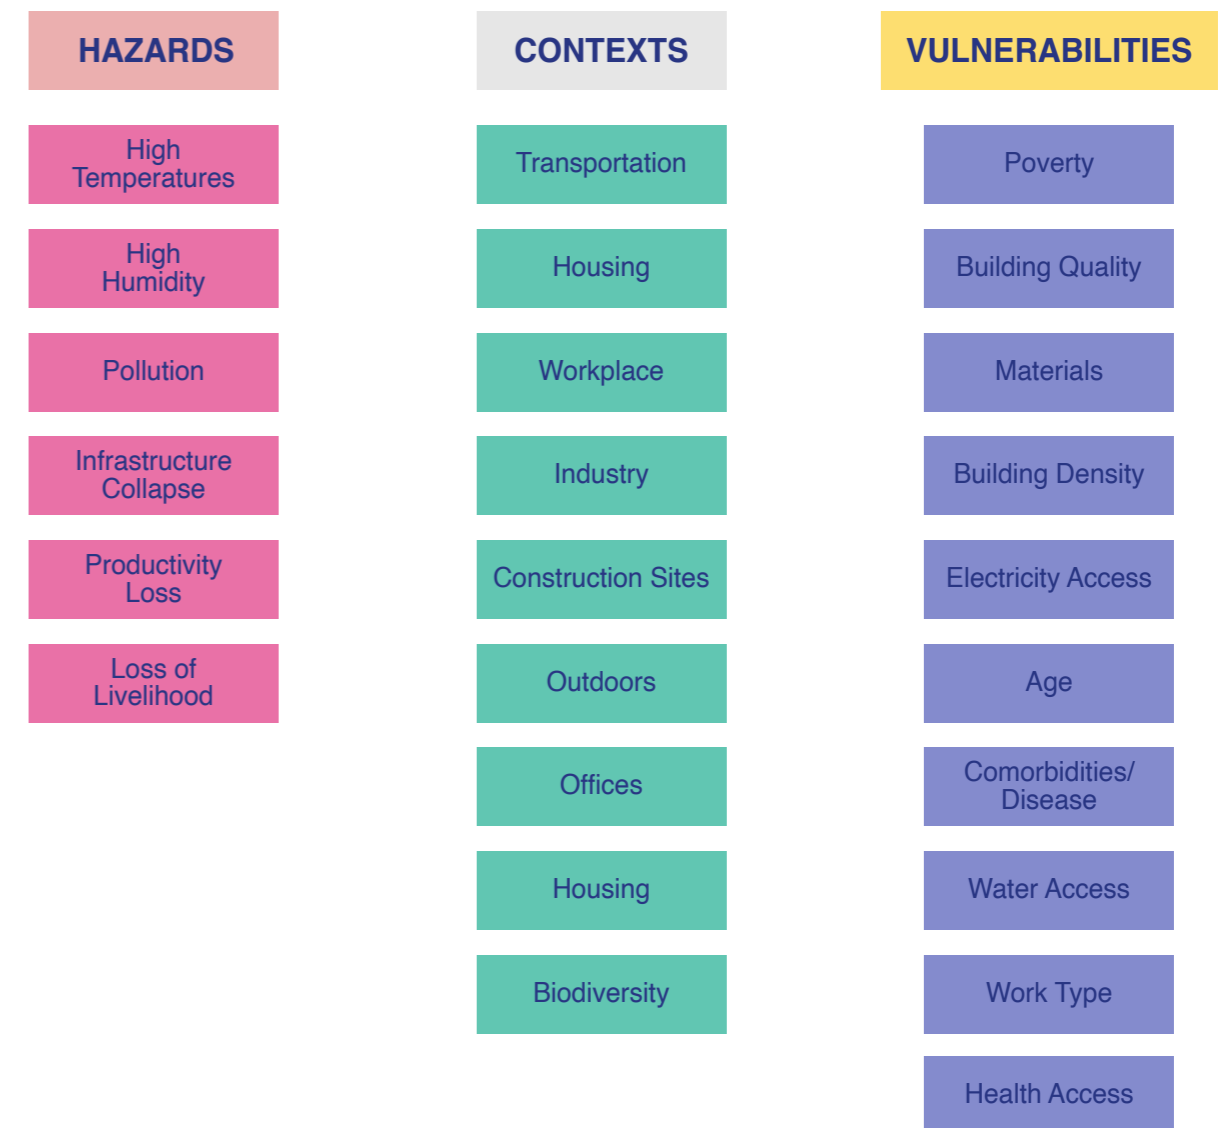 HAZARDS
High
Temperatures
High
Humidity
Pollution
Infrastructure
Collapse
Productivity
Loss
Loss of
Livelihood
CONTEXTS
Transportation
Housing
Workplace
Industry
Construction Sites
Outdoors
Offices
Housing
Biodiversity
VULNERABILITIES
Poverty
Building Quality
Materials
Building Density
Electricity Access
Age
Comorbidities/
Disease
Water Access
Work Type
Health Access